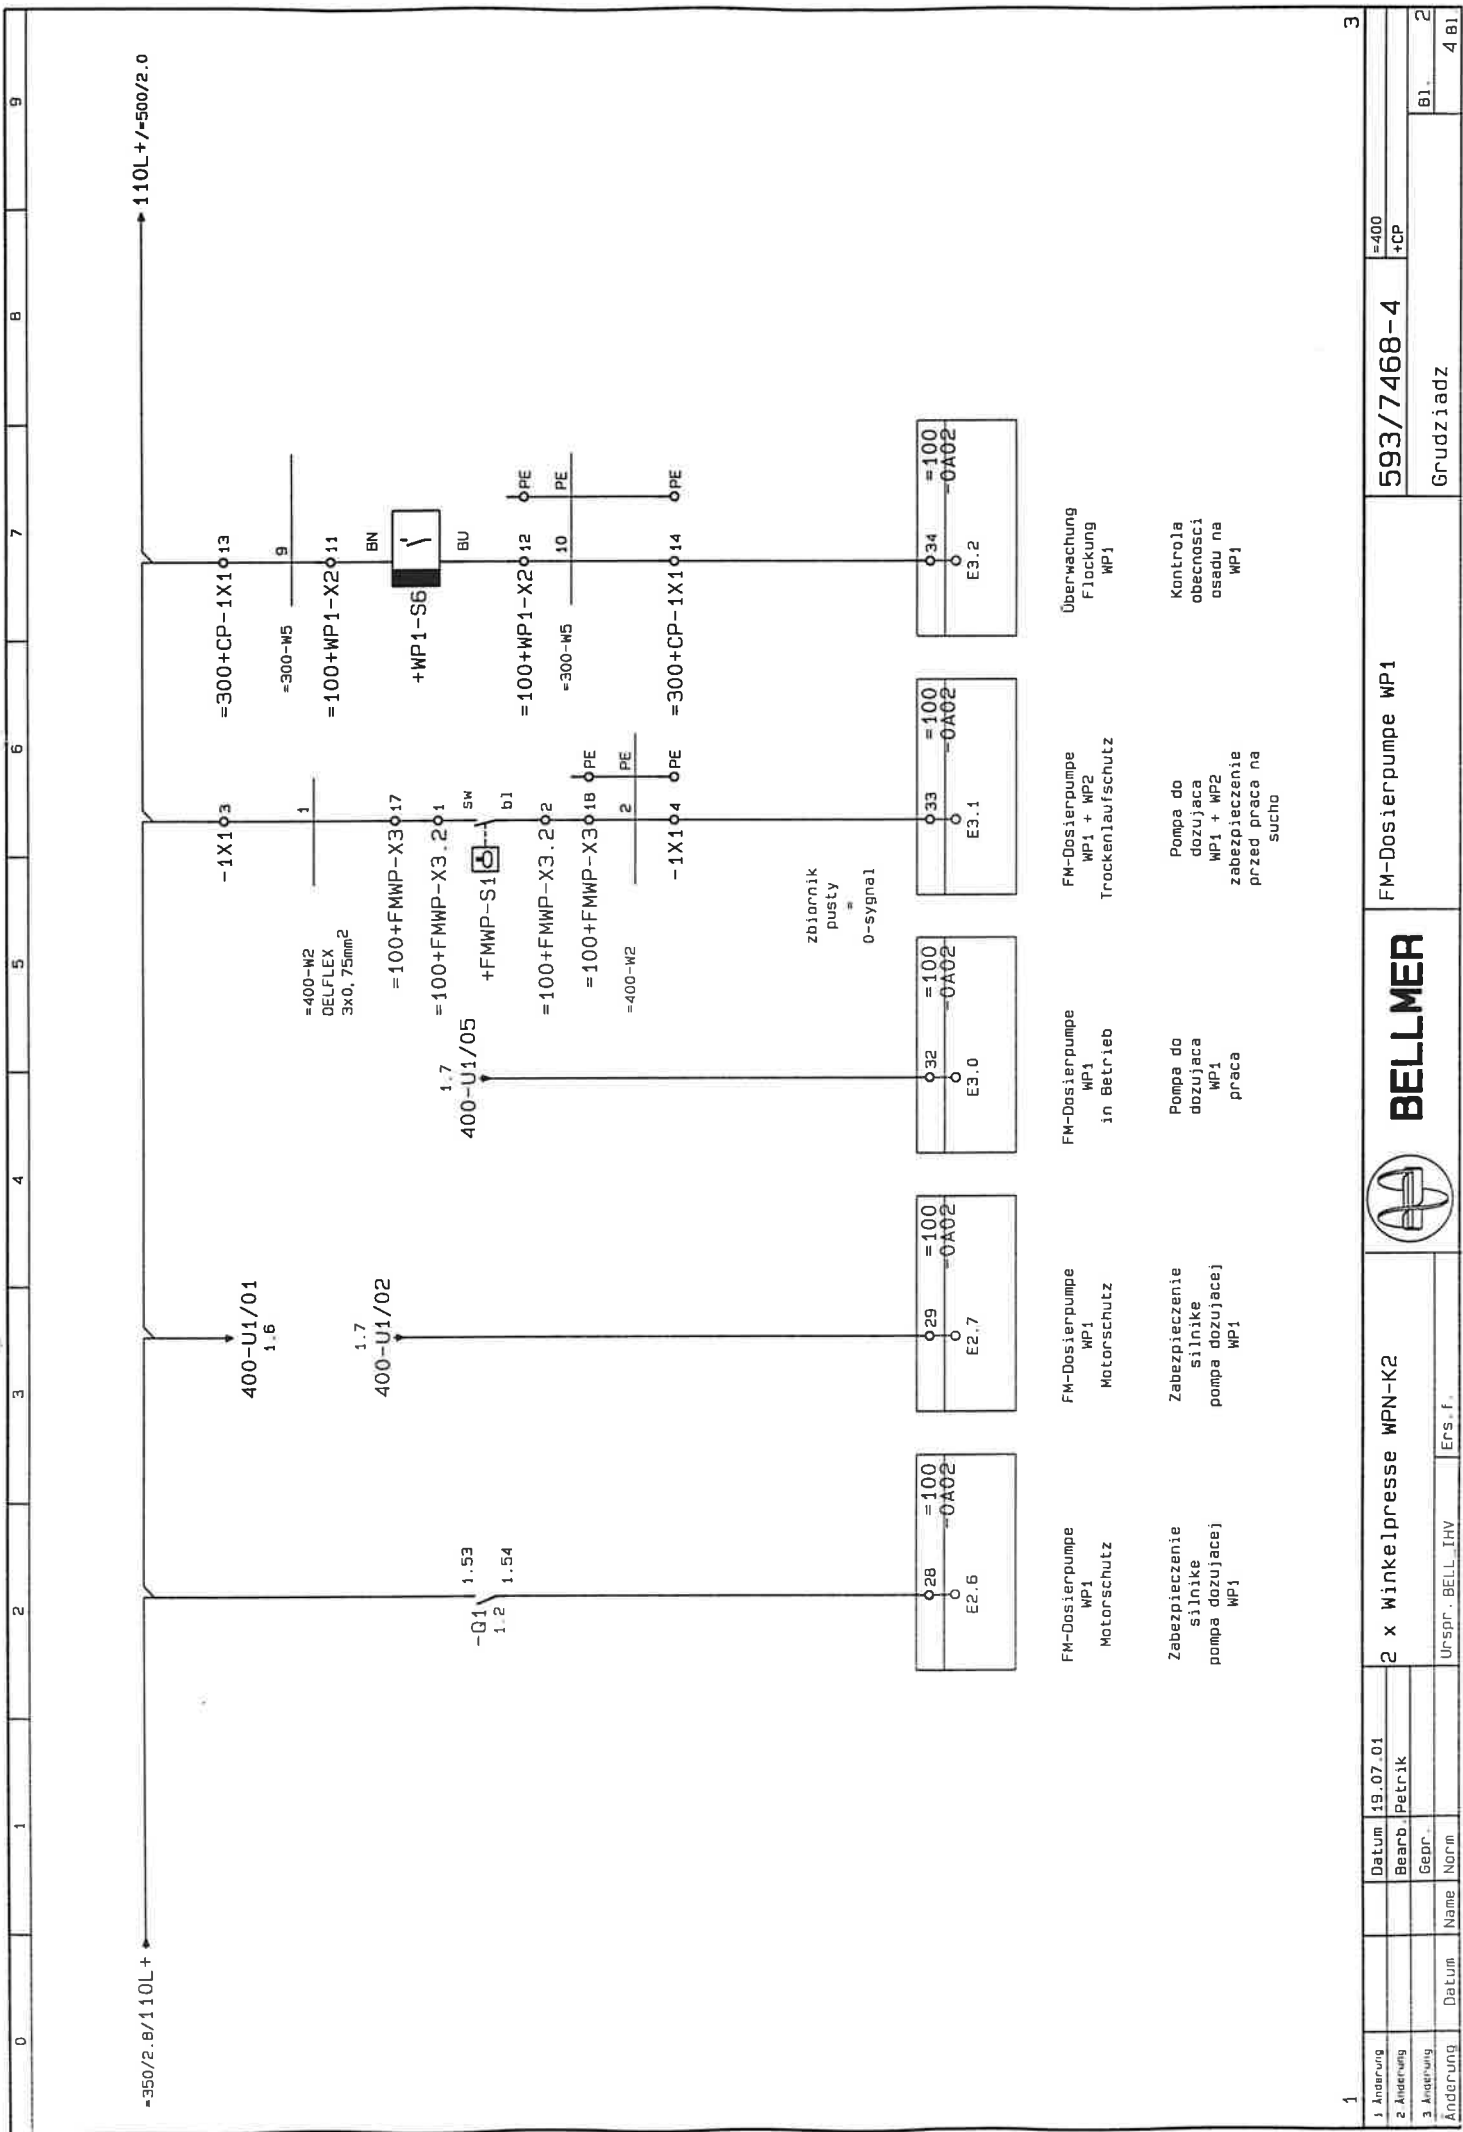 0 1 2 3 4 5 6 7 8 9
=350/2.8/110L+
110L+/=500/2.0
-Q1
1.2
1.53
1.54
400-U1/01
1.6
1.7
400-U1/02
1.7
400-U1/05
-1X1 3
=400-W2
OELFLEX
3x0,75mm²
1
=100+FMWP-X3 17
=100+FMWP-X3.2 1
sw
+FMWP-S1
bl
=100+FMWP-X3.2 2
=100+FMWP-X3 18 PE
=400-W2
2 PE
-1X1 4 PE
zbiornik
pusty
=
0-sygnal
=300+CP-1X1 13
=300-W5
9
=100+WP1-X2 11
BN
+WP1-S6
BU
=100+WP1-X2 12 PE
=300-W5
10 PE
=300+CP-1X1 14 PE
28
=100
-0A02
E2.6
29
=100
-0A02
E2.7
32
=100
-0A02
E3.0
33
=100
-0A02
E3.1
34
=100
-0A02
E3.2
FM-Dosierpumpe
WP1
Motorschutz
Zabezpieczenie
silnike
pompa dozujacej
WP1
FM-Dosierpumpe
WP1
Motorschutz
Zabezpieczenie
silnike
pompa dozujacej
WP1
FM-Dosierpumpe
WP1
in Betrieb
Pompa do
dozujaca
WP1
praca
FM-Dosierpumpe
WP1 + WP2
Trockenlaufschutz
Pompa do
dozujaca
WP1 + WP2
zabezpieczenie
przed praca na
sucho
Überwachung
Flockung
WP1
Kontrola
obecnosci
osadu na
WP1
1
3
1 Änderung
2 Änderung
3 Änderung
Änderung Datum Name Norm
Datum 19.07.01
Bearb. Petrik
Gepr.
2 x Winkelpresse WPN-K2
Urspr. BELL_IHV Ers.f.
BELLMER
FM-Dosierpumpe WP1
593/7468-4
=400
+CP
Grudziadz
Bl. 2
4 Bl